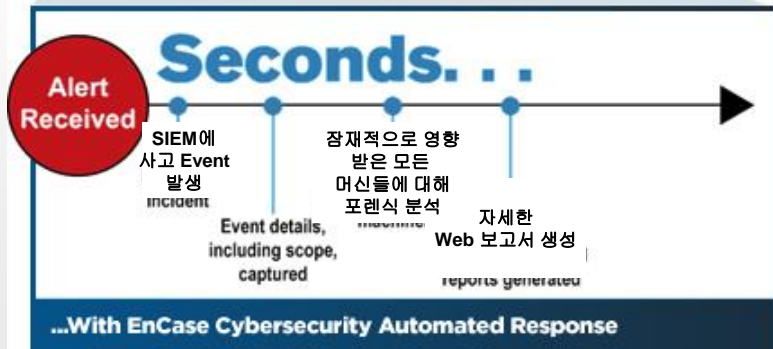 Seconds. . .
Alert
Received
SIEM에
사고 Event
발생
incident
Event details,
including scope,
captured
잠재적으로 영향
받은 모든
머신들에 대해
포렌식 분석
자세한
Web 보고서 생성
reports generated
...With EnCase Cybersecurity Automated Response